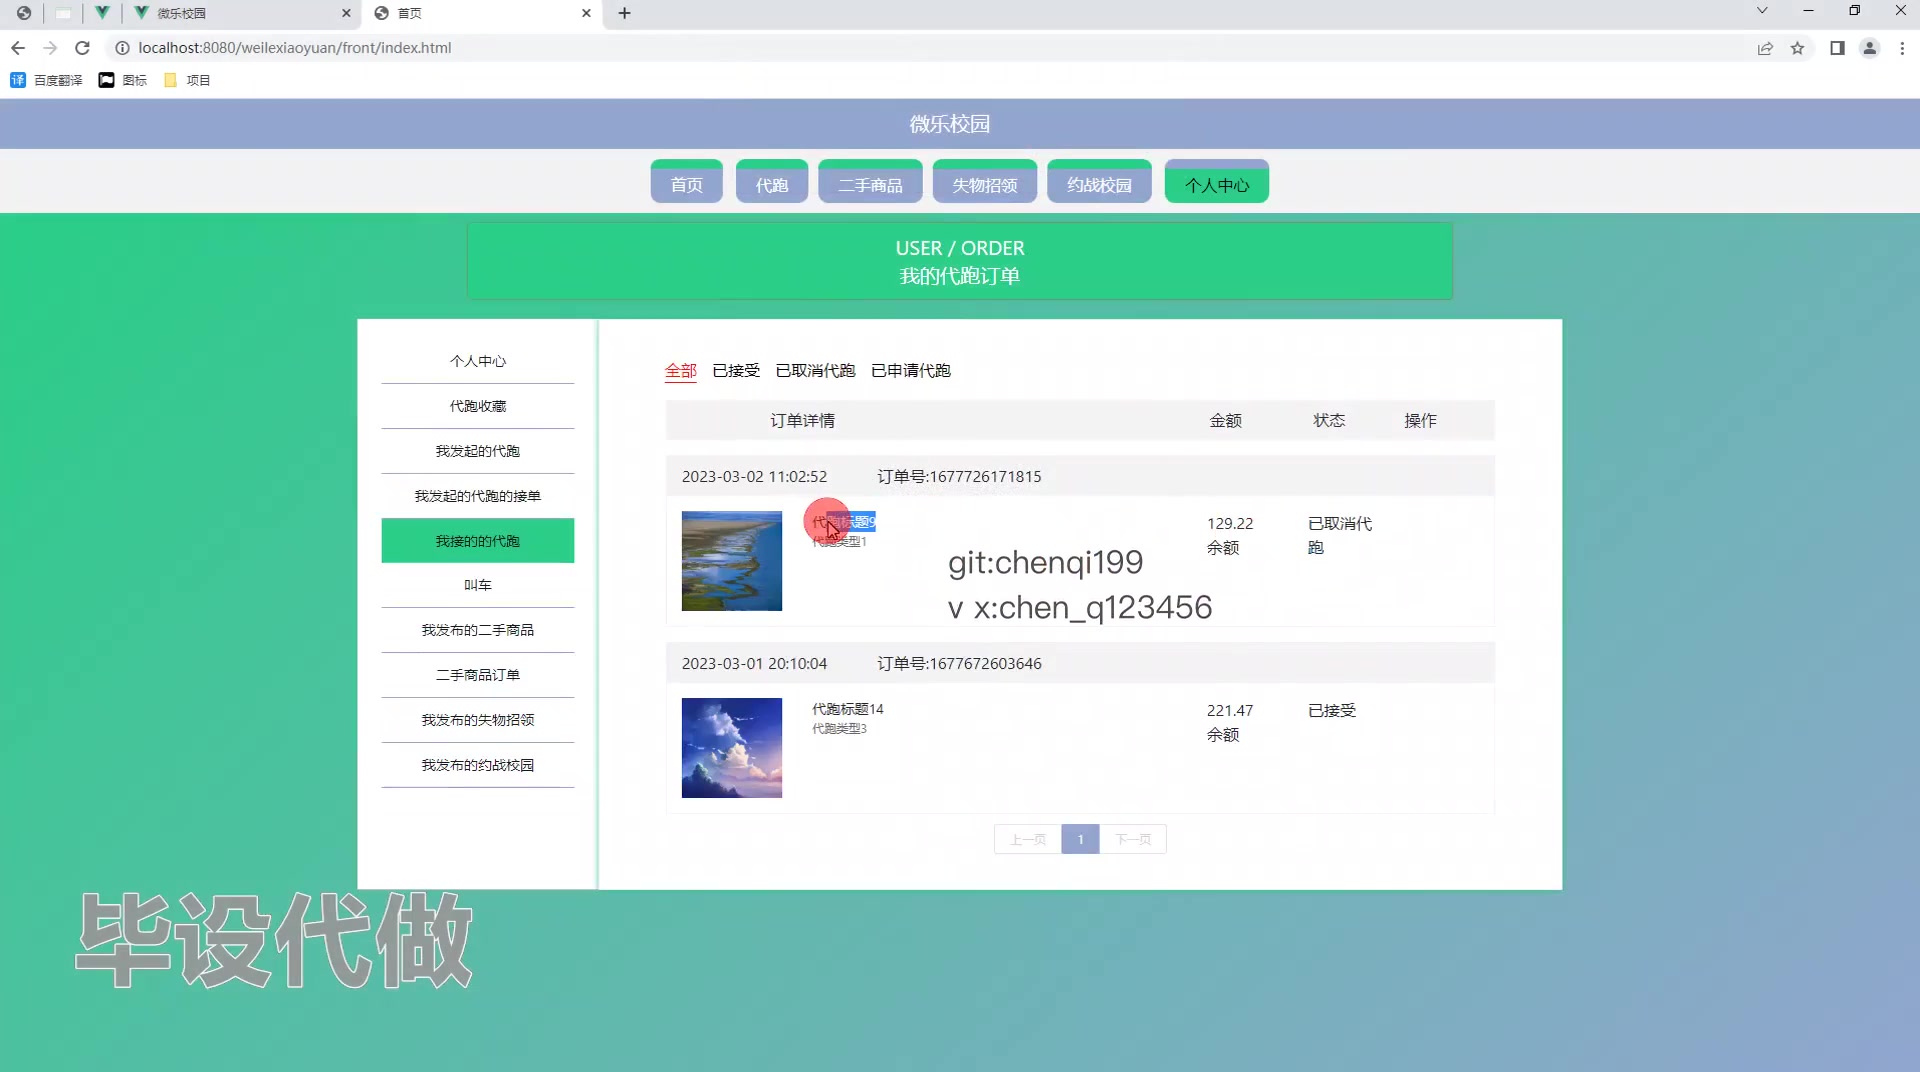 微乐校园
首页
localhost:8080/weilexiaoyuan/front/index.html
百度翻译
图标
项目
微乐校园
首页
代跑
二手商品
失物招领
约战校园
个人中心
USER / ORDER
我的代跑订单
个人中心
代跑收藏
我发起的代跑
我发起的代跑的接单
我接的的代跑
叫车
我发布的二手商品
二手商品订单
我发布的失物招领
我发布的约战校园
全部 已接受 已取消代跑 已申请代跑
订单详情 金额 状态 操作
2023-03-02 11:02:52 订单号:1677726171815
代跑标题9
代跑类型1
129.22
余额
已取消代
跑
git:chenqi199
v x:chen_q123456
2023-03-01 20:10:04 订单号:1677672603646
代跑标题14
代跑类型3
221.47
余额
已接受
上一页 1 下一页
毕设代做